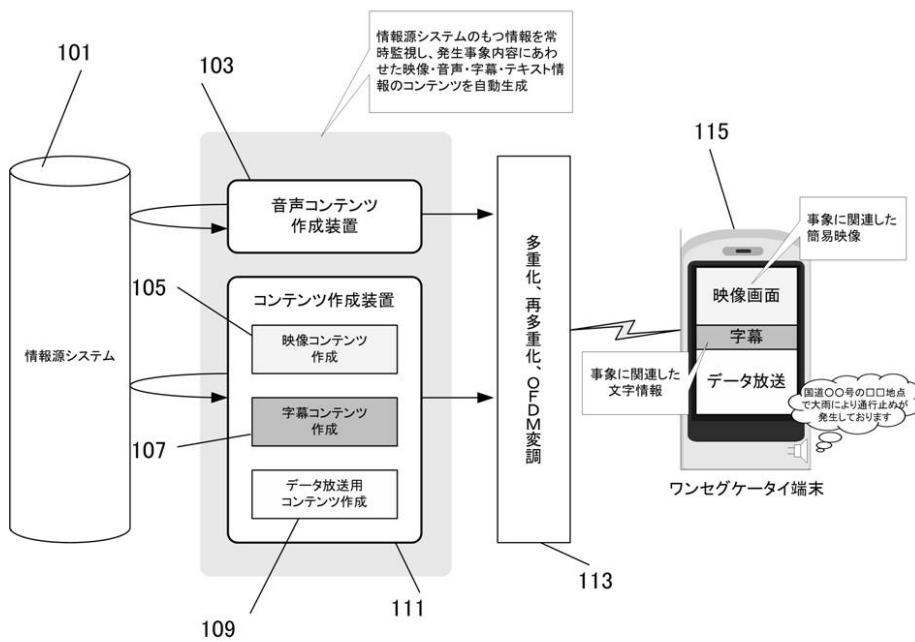 101
情報源システム
情報源システムのもつ情報を常
時監視し、発生事象内容にあわ
せた映像・音声・字幕・テキスト情
報のコンテンツを自動生成
103
音声コンテンツ
作成装置
105
コンテンツ作成装置
映像コンテンツ
作成
字幕コンテンツ
作成
107
データ放送用
コンテンツ作成
109
111
多重化、再多重化、OFDM変調
113
115
事象に関連した
簡易映像
映像画面
字幕
データ放送
事象に関連した
文字情報
国道〇〇号の□□地点
で大雨により通行止めが
発生しております
ワンセグケータイ端末